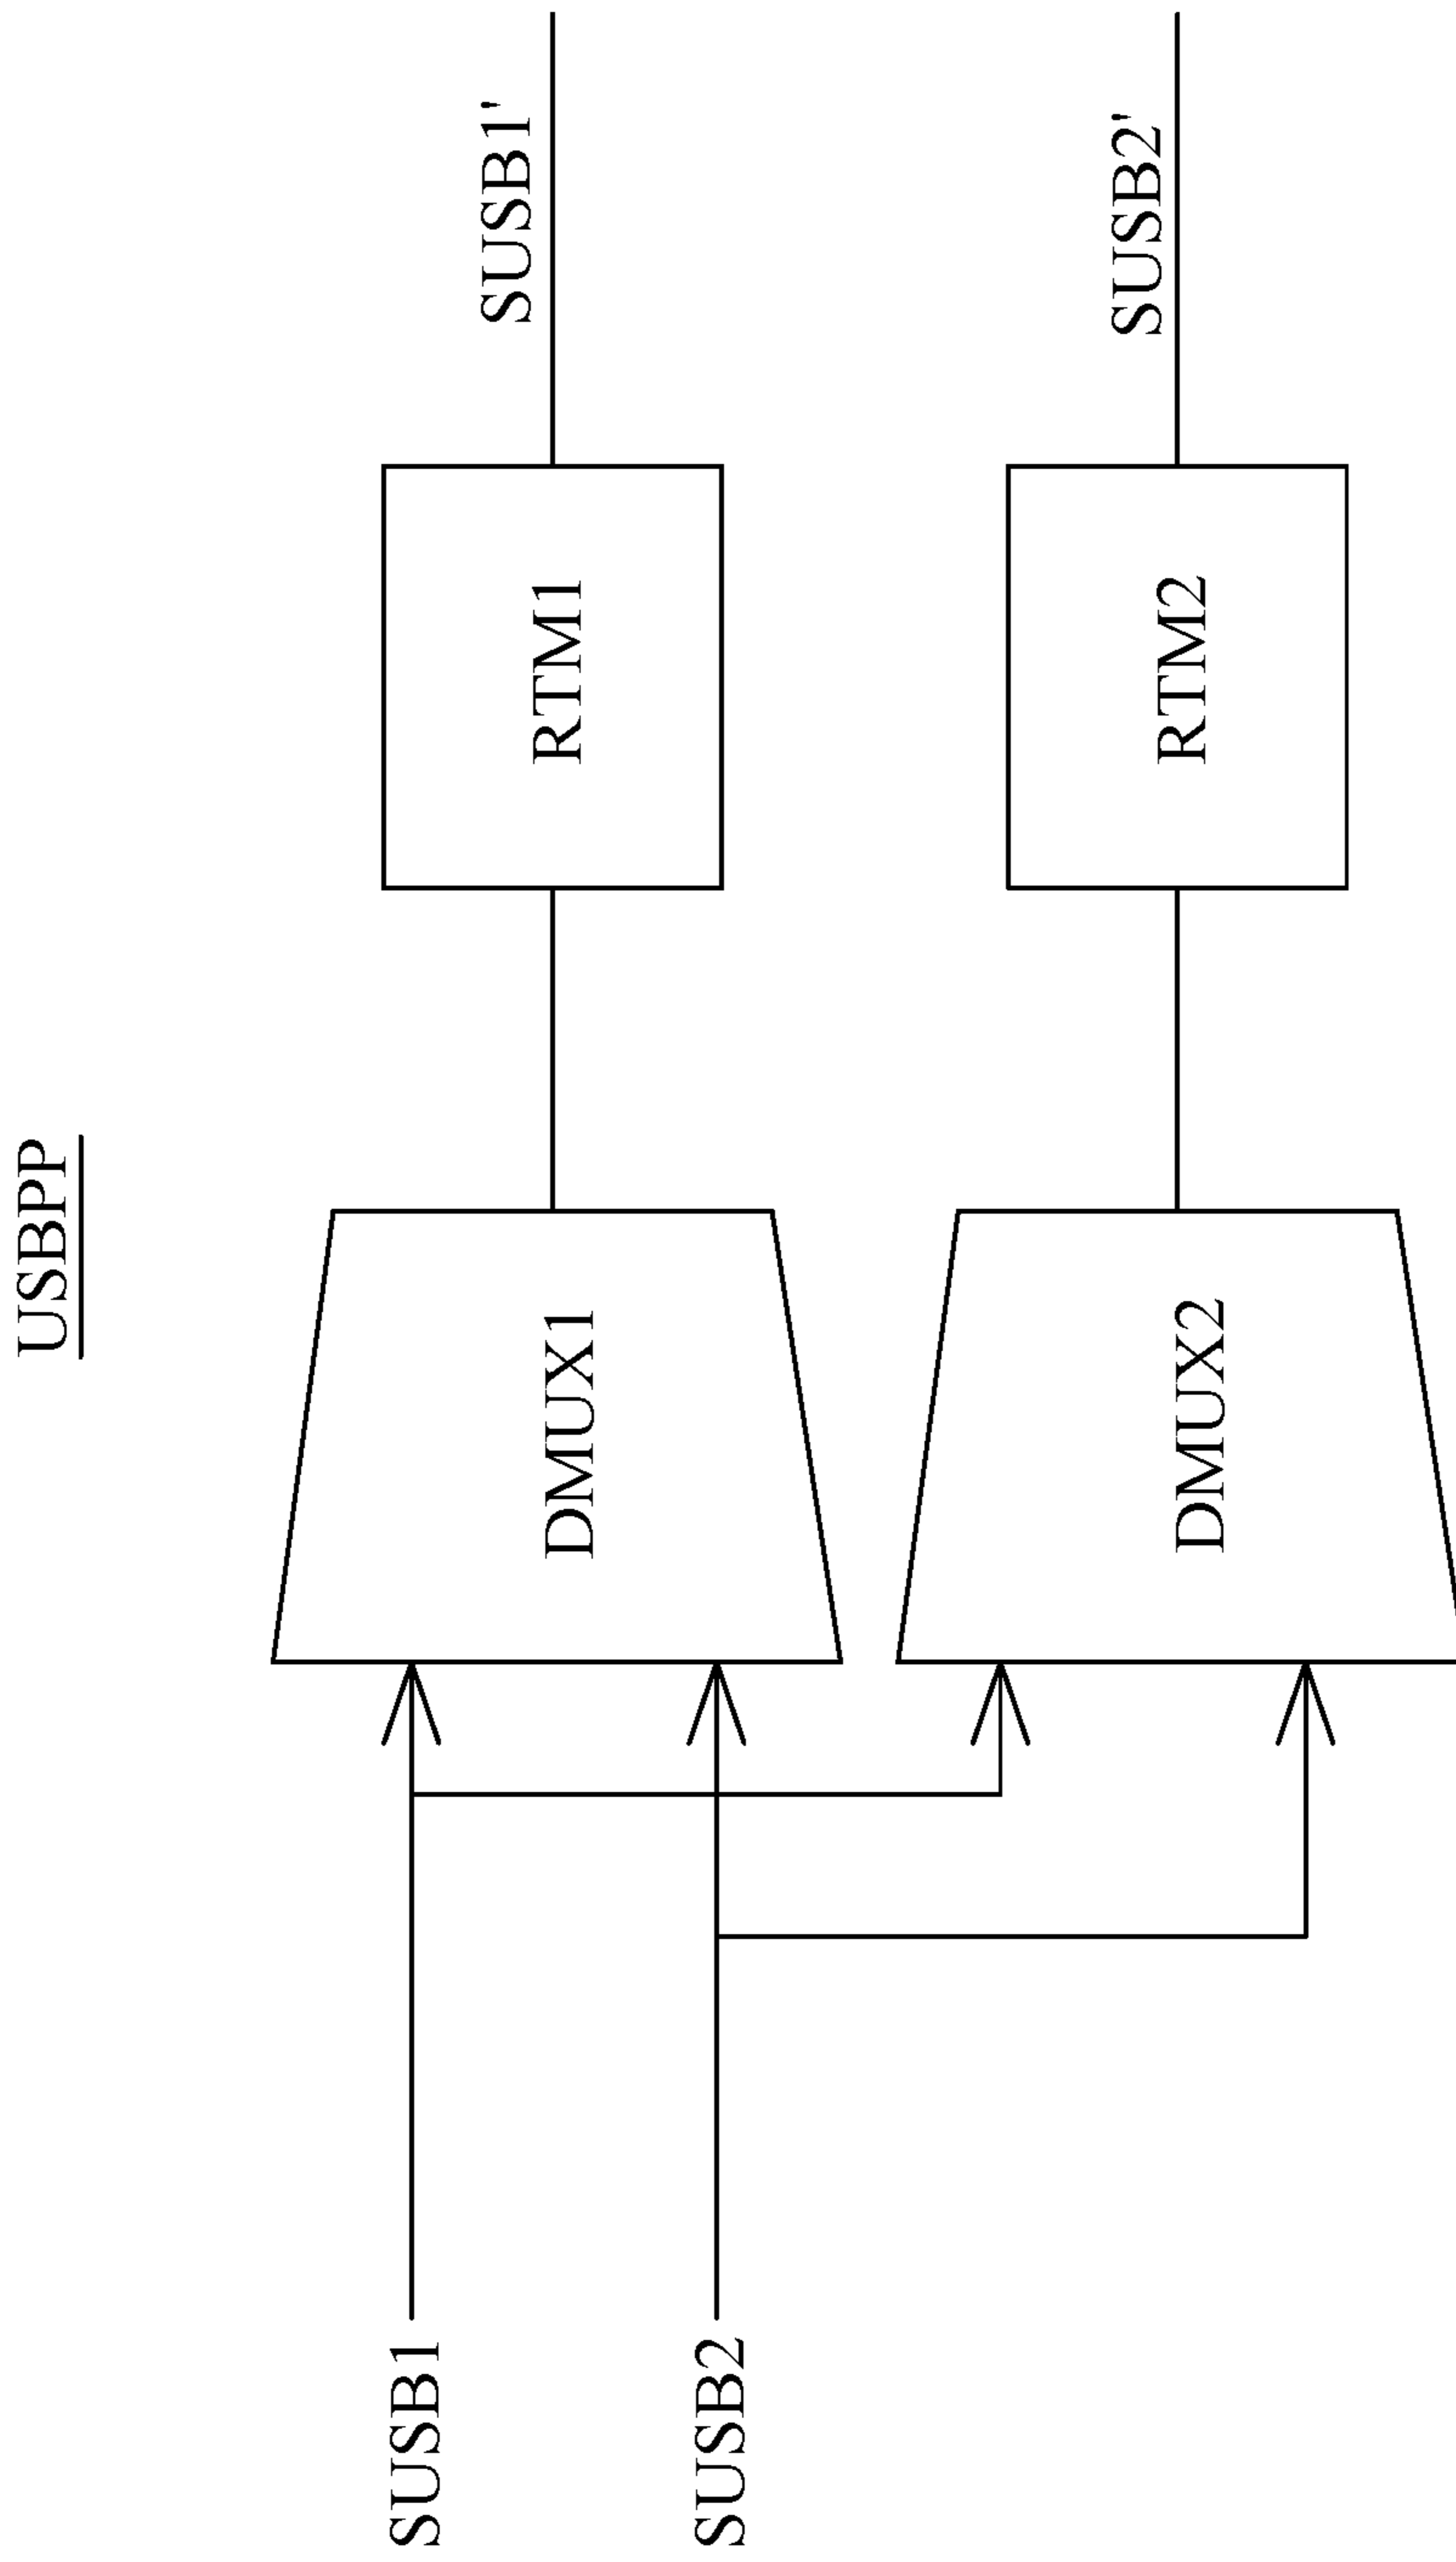 USBPP
SUSB1
SUSB2
DMUX1
RTM1
SUSB1'
DMUX2
RTM2
SUSB2'